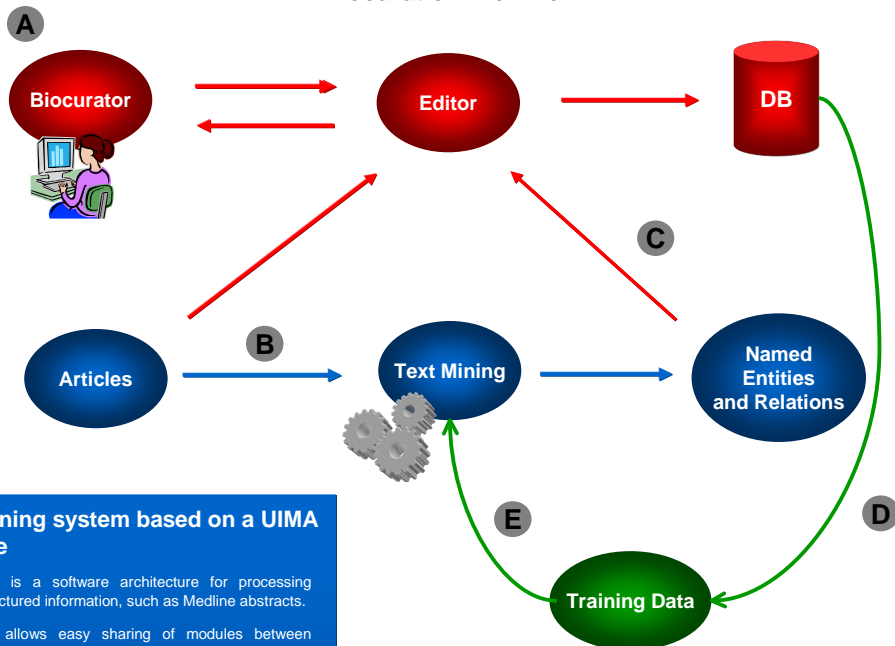 A
Biocurator
Editor
DB
C
B
Articles
Text Mining
Named
Entities
and Relations
E
D
Training Data
ning system based on a UIMA
e
is a software architecture for processing
ctured information, such as Medline abstracts.
allows easy sharing of modules between